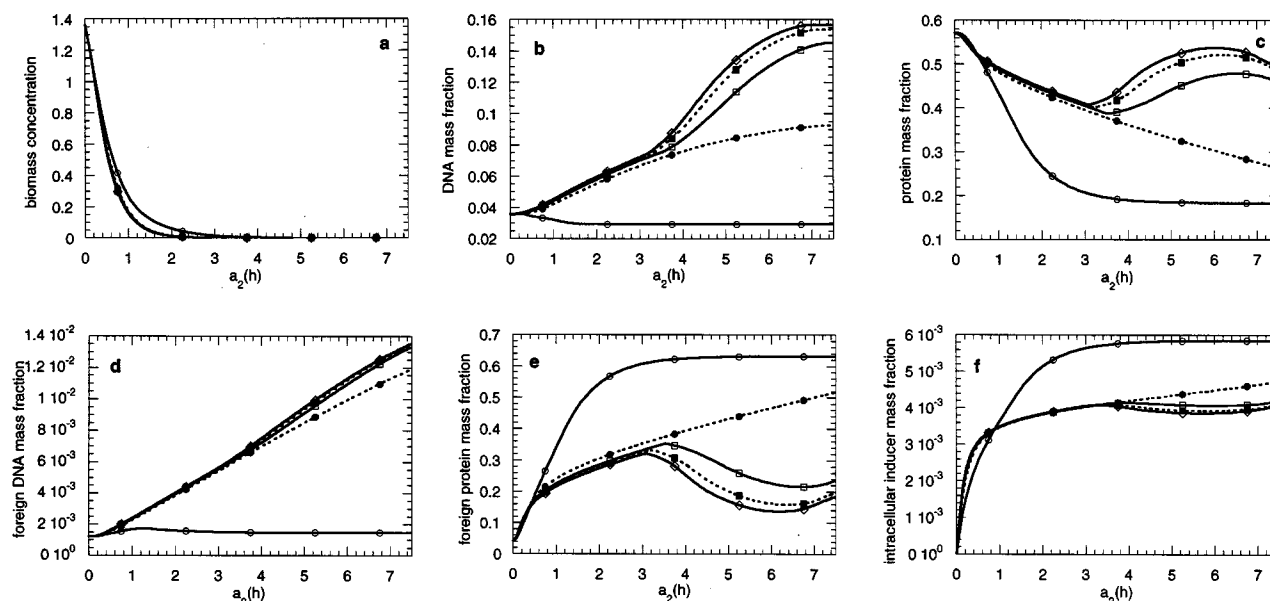 a
biomass concentration
1.4
1.2
1
0.8
0.6
0.4
0.2
0
0 1 2 3 4 5 6 7
a2(h)
b
DNA mass fraction
0.16
0.14
0.12
0.10
0.08
0.06
0.04
0.02
0 1 2 3 4 5 6 7
a2(h)
c
protein mass fraction
0.6
0.5
0.4
0.3
0.2
0.1
0 1 2 3 4 5 6 7
a2(h)
d
foreign DNA mass fraction
1.4 10-2
1.2 10-2
1 10-2
8 10-3
6 10-3
4 10-3
2 10-3
0 100
0 1 2 3 4 5 6 7
a2(h)
e
foreign protein mass fraction
0.7
0.6
0.5
0.4
0.3
0.2
0.1
0
0 1 2 3 4 5 6 7
a2(h)
f
intracellular inducer mass fraction
6 10-3
5 10-3
4 10-3
3 10-3
2 10-3
1 10-3
0 100
0 1 2 3 4 5 6 7
a2(h)